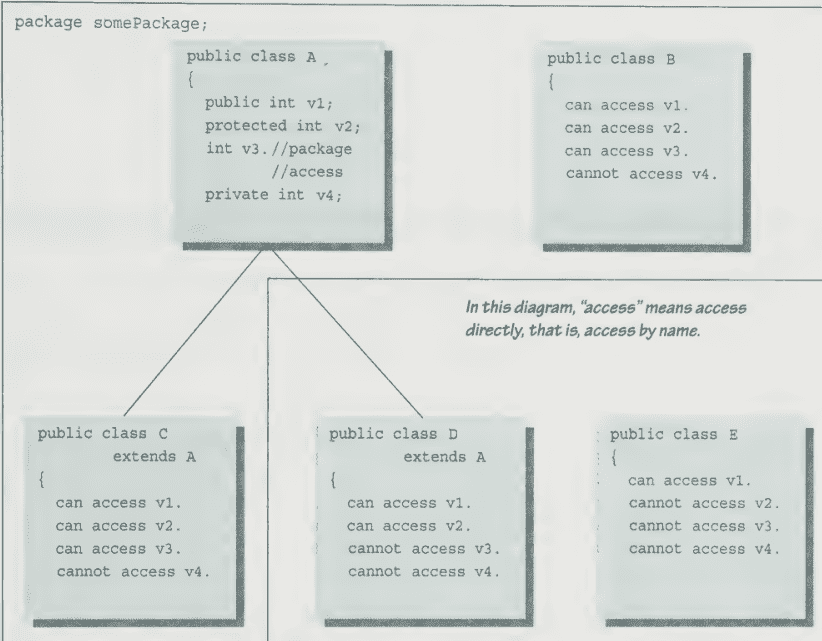 package somePackage;
public class A
{
public int v1;
protected int v2;
int v3.//package
//access
private int v4;
public class B
{
can access v1.
can access v2.
can access v3.
cannot access v4.
In this diagram, "access" means access
directly, that is, access by name.
public class C
extends A
{
can access v1.
can access v2.
can access v3.
cannot access v4.
public class D
extends A
{
can access v1.
can access v2.
cannot access v3.
cannot access v4.
public class E
{
can access v1.
cannot access v2.
cannot access v3.
cannot access v4.